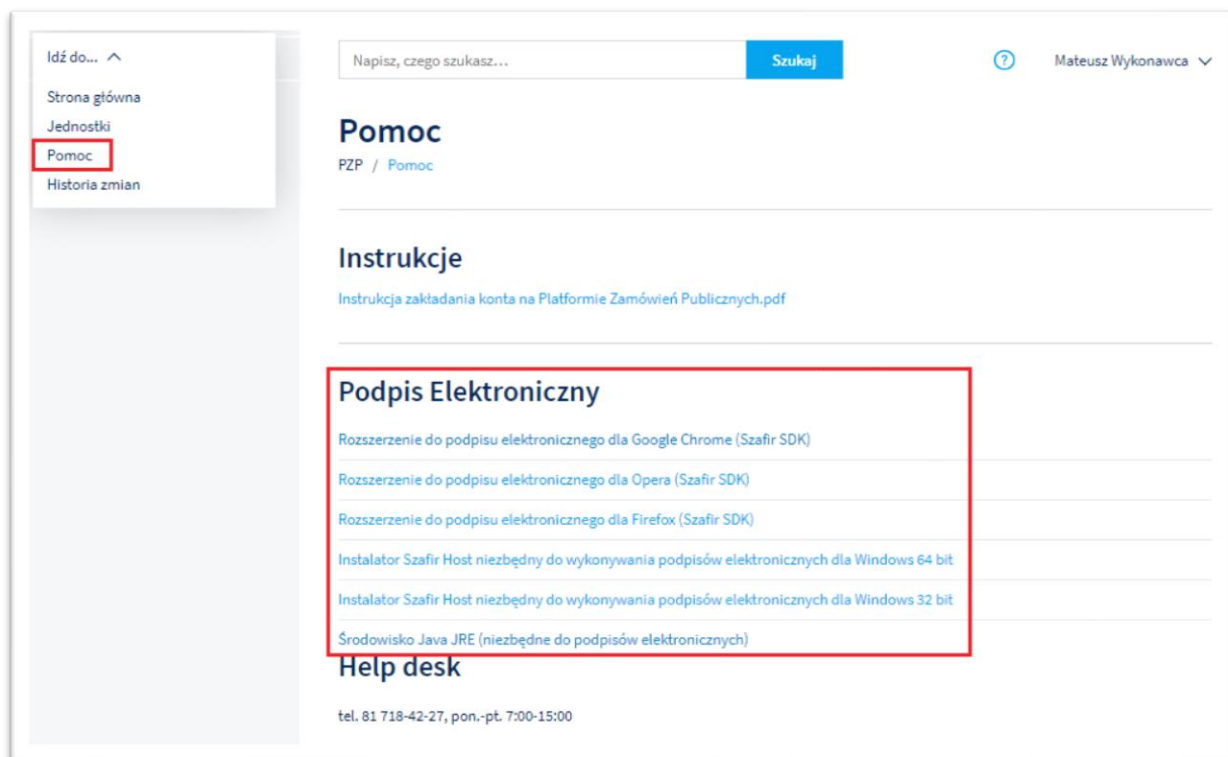 Idź do...
Strona główna
Jednostki
Pomoc
Historia zmian
Napisz, czego szukasz...
Szukaj
?
Mateusz Wykonawca
Pomoc
PZP / Pomoc
Instrukcje
Instrukcja zakładania konta na Platformie Zamówień Publicznych.pdf
Podpis Elektroniczny
Rozszerzenie do podpisu elektronicznego dla Google Chrome (Szafir SDK)
Rozszerzenie do podpisu elektronicznego dla Opera (Szafir SDK)
Rozszerzenie do podpisu elektronicznego dla Firefox (Szafir SDK)
Instalator Szafir Host niezbędny do wykonywania podpisów elektronicznych dla Windows 64 bit
Instalator Szafir Host niezbędny do wykonywania podpisów elektronicznych dla Windows 32 bit
Środowisko Java JRE (niezbędne do podpisów elektronicznych)
Help desk
tel. 81 718-42-27, pon.-pt. 7:00-15:00